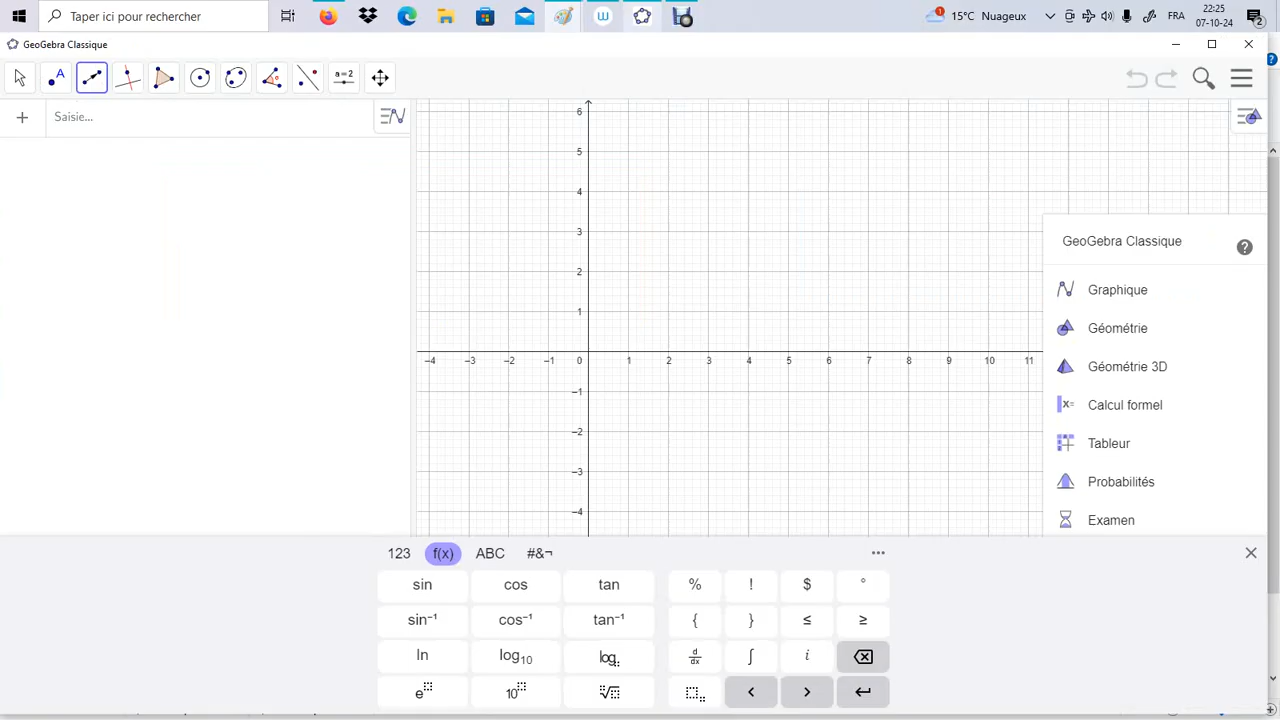 Taper ici pour rechercher
15°C Nuageux
FRA
22:25
07-10-24
2
GeoGebra Classique
A
a=2
Saisie...
6
5
4
3
2
1
−4 −3 −2 −1 0 1 2 3 4 5 6 7 8 9 10 11
−1
−2
−3
−4
GeoGebra Classique
Graphique
Géométrie
Géométrie 3D
x= Calcul formel
Tableur
Probabilités
Examen
123 f(x) ABC #&¬
sin cos tan % ! $ °
sin⁻¹ cos⁻¹ tan⁻¹ { } ≤ ≥
ln log₁₀ log d/dx ∫ i
e 10 √ < >